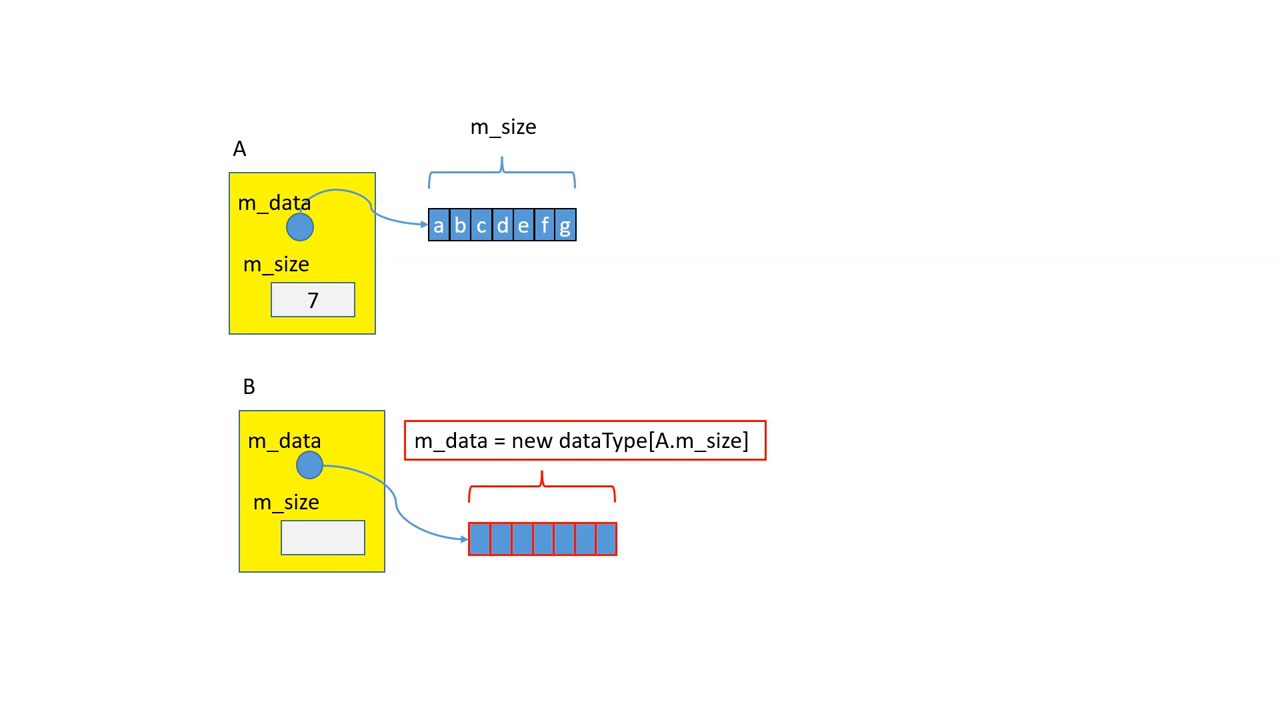 m_size
A
m_data
a b c d e f g
m_size
7
B
m_data
m_data = new dataType[A.m_size]
m_size